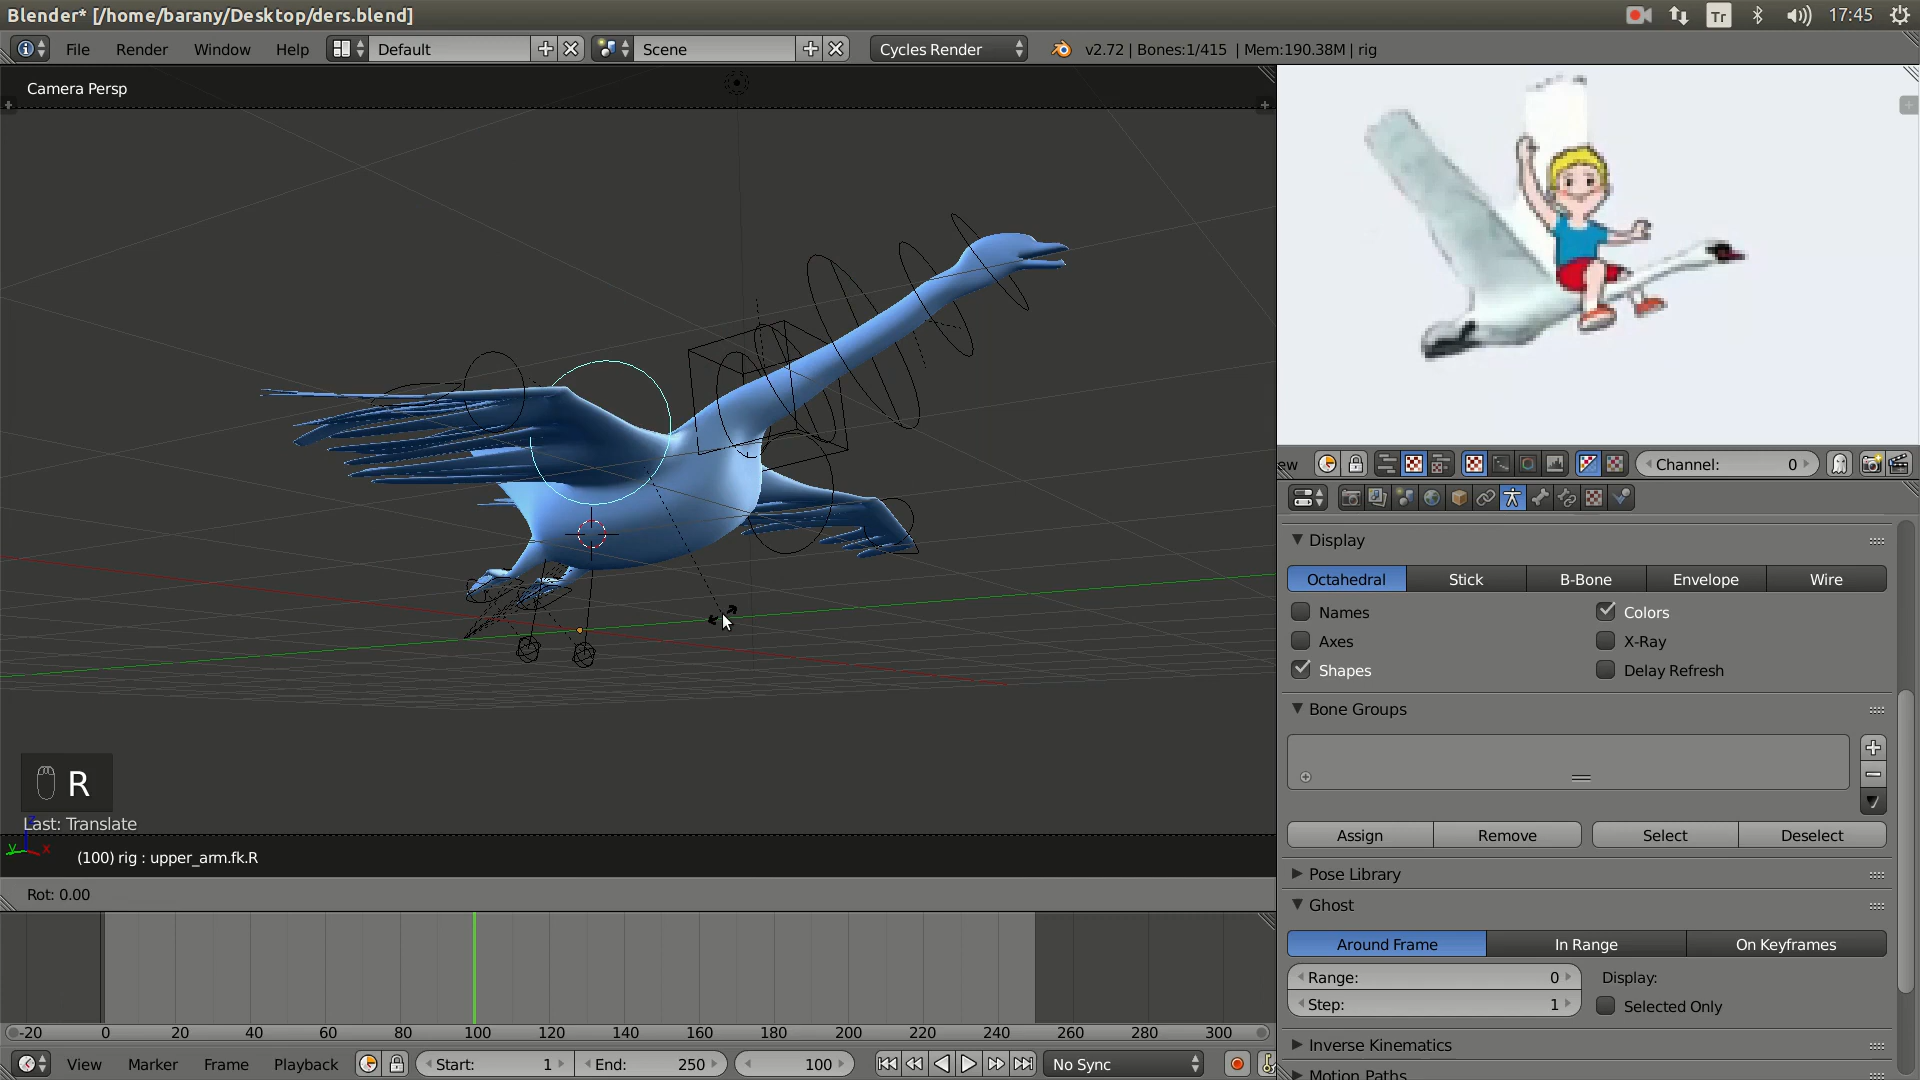 Blender* [/home/barany/Desktop/ders.blend]
Tr
17:45
File
Render
Window
Help
Default
Scene
Cycles Render
v2.72 | Bones:1/415 | Mem:190.38M | rig
Camera Persp
R
Last: Translate
z
y
x
(100) rig : upper_arm.fk.R
Rot: 0.00
-20 0 20 40 60 80 100 120 140 160 180 200 220 240 260 280 300
View
Marker
Frame
Playback
Start: 1
End: 250
100
No Sync
ew
Channel: 0
Display
Octahedral
Stick
B-Bone
Envelope
Wire
Names
Colors
Axes
X-Ray
Shapes
Delay Refresh
Bone Groups
Assign
Remove
Select
Deselect
Pose Library
Ghost
Around Frame
In Range
On Keyframes
Range: 0
Display:
Step: 1
Selected Only
Inverse Kinematics
Motion Paths